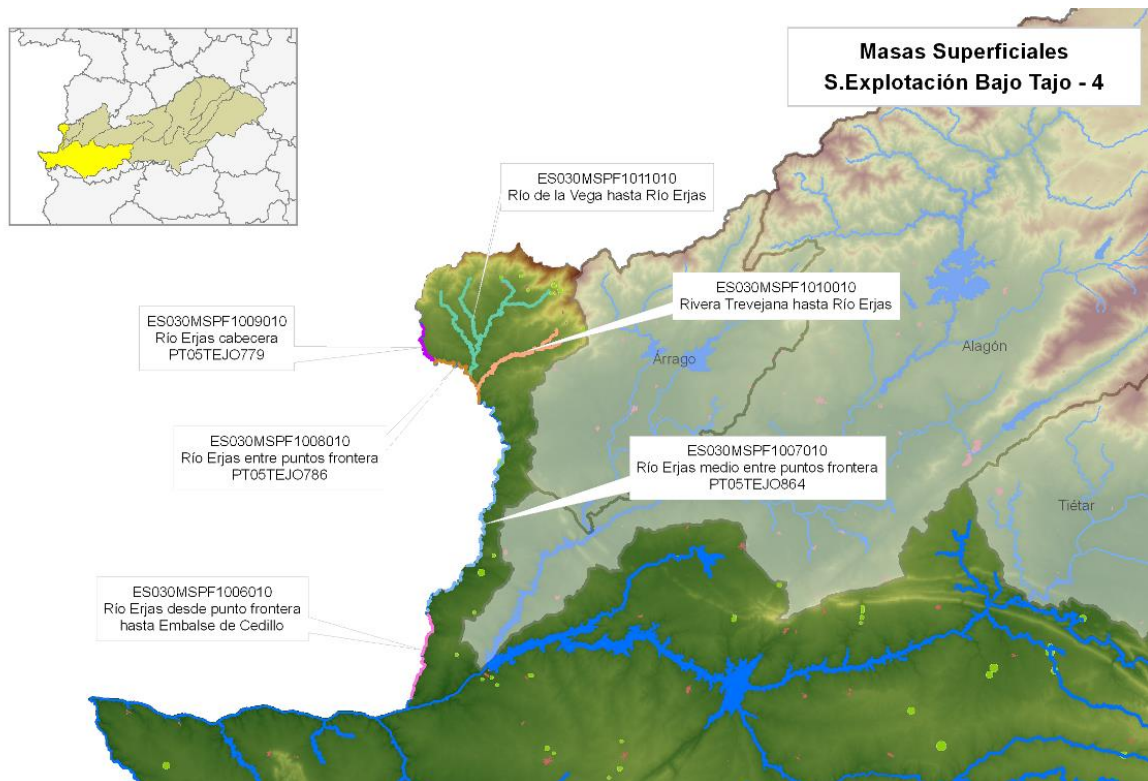 Masas Superficiales
S.Explotación Bajo Tajo - 4
ES030MSPF1011010
Río de la Vega hasta Río Erjas
ES030MSPF1010010
Rivera Trevejana hasta Río Erjas
ES030MSPF1009010
Río Erjas cabecera
PT05TEJO779
Árrago
Alagón
ES030MSPF1008010
Río Erjas entre puntos frontera
PT05TEJO786
ES030MSPF1007010
Río Erjas medio entre puntos frontera
PT05TEJO864
Tiétar
ES030MSPF1006010
Río Erjas desde punto frontera
hasta Embalse de Cedillo